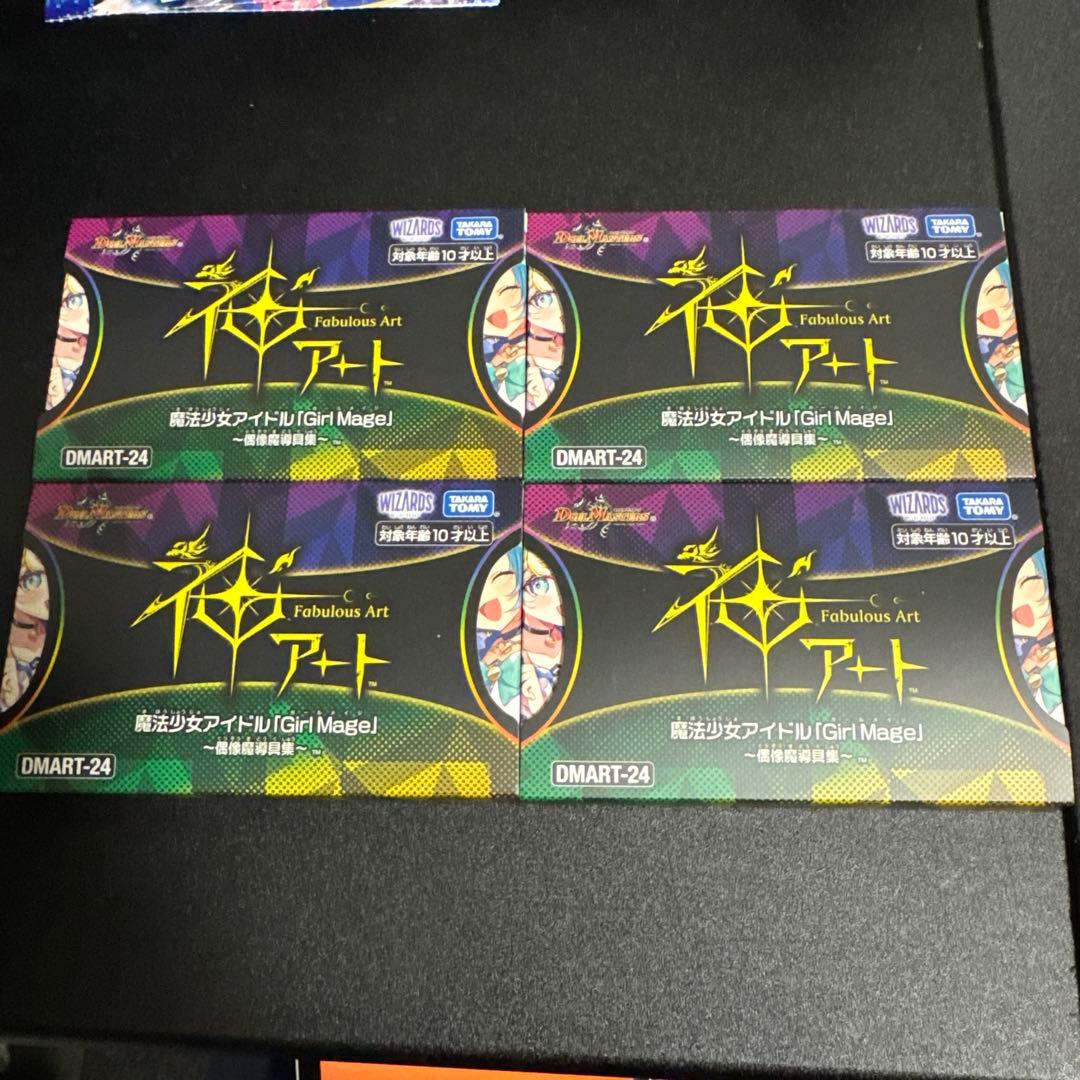 DUEL MASTERS
WIZARDS
TAKARA TOMY
対象年齢10才以上
神アート
Fabulous Art
魔法少女アイドル「Girl Mage」
～偶像魔導具集～
DMART-24
DUEL MASTERS
WIZARDS
TAKARA TOMY
対象年齢10才以上
神アート
Fabulous Art
魔法少女アイドル「Girl Mage」
～偶像魔導具集～
DMART-24
DUEL MASTERS
WIZARDS
TAKARA TOMY
対象年齢10才以上
神アート
Fabulous Art
魔法少女アイドル「Girl Mage」
～偶像魔導具集～
DMART-24
DUEL MASTERS
WIZARDS
TAKARA TOMY
対象年齢10才以上
神アート
Fabulous Art
魔法少女アイドル「Girl Mage」
～偶像魔導具集～
DMART-24